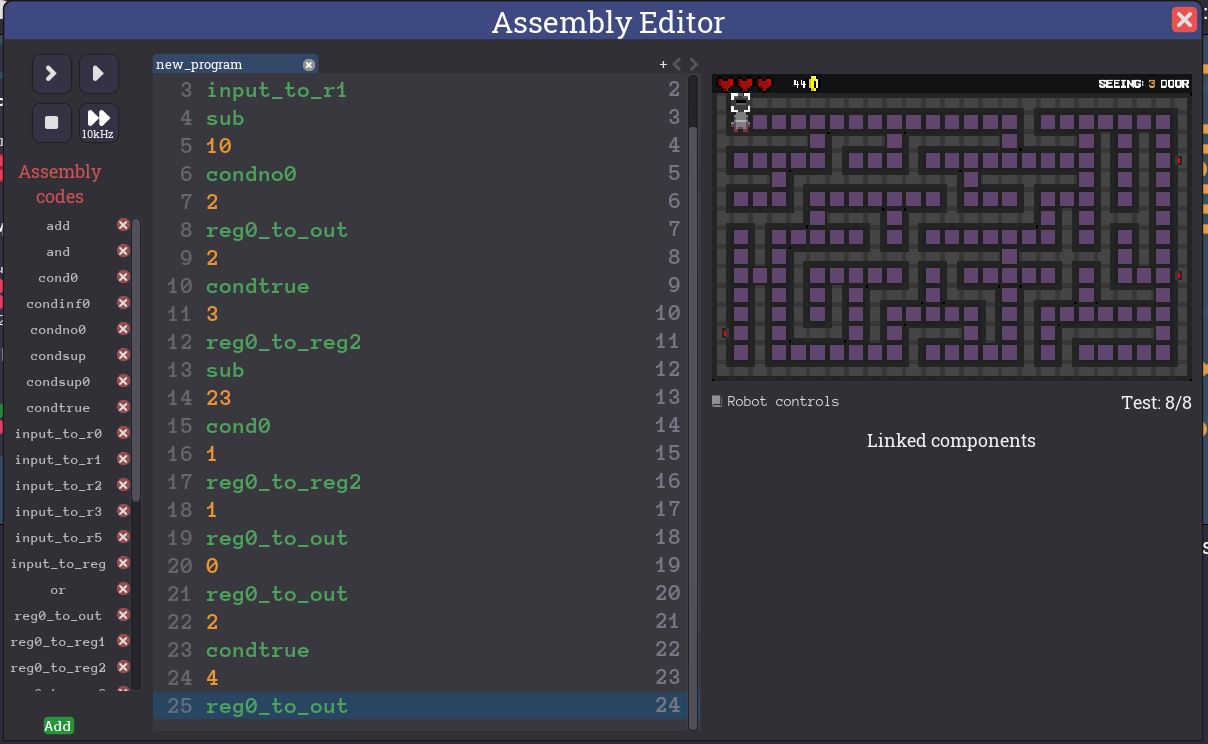 Assembly Editor
new_program
+
10kHz
Assembly
codes
add
and
cond0
condinf0
condno0
condsup
condsup0
condtrue
input_to_r0
input_to_r1
input_to_r2
input_to_r3
input_to_r5
input_to_reg
or
reg0_to_out
reg0_to_reg1
reg0_to_reg2
Add
3 input_to_r1 2
4 sub 3
5 10 4
6 condno0 5
7 2 6
8 reg0_to_out 7
9 2 8
10 condtrue 9
11 3 10
12 reg0_to_reg2 11
13 sub 12
14 23 13
15 cond0 14
16 1 15
17 reg0_to_reg2 16
18 1 17
19 reg0_to_out 18
20 0 19
21 reg0_to_out 20
22 2 21
23 condtrue 22
24 4 23
25 reg0_to_out 24
44
SEEING: 3 DOOR
Robot controls
Test: 8/8
Linked components